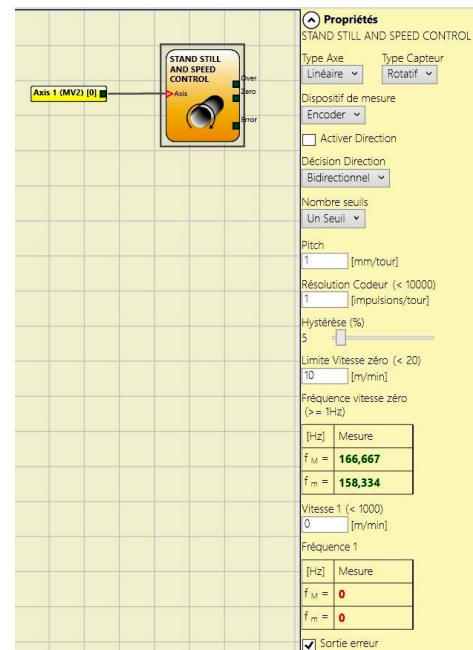 STAND STILL
AND SPEED
CONTROL
Axis
Over
Zero
Error
Axis 1 (MV2) [0]
Propriétés
STAND STILL AND SPEED CONTROL
Type Axe Type Capteur
Linéaire Rotatif
Dispositif de mesure
Encoder
Activer Direction
Décision Direction
Bidirectionnel
Nombre seuils
Un Seuil
Pitch
1 [mm/tour]
Résolution Codeur (< 10000)
1 [impulsions/tour]
Hystérèse (%)
5
Limite Vitesse zéro (< 20)
10 [m/min]
Fréquence vitesse zéro
(>= 1Hz)
[Hz] Mesure
f M = 166,667
f m = 158,334
Vitesse 1 (< 1000)
0 [m/min]
Fréquence 1
[Hz] Mesure
f M = 0
f m = 0
Sortie erreur